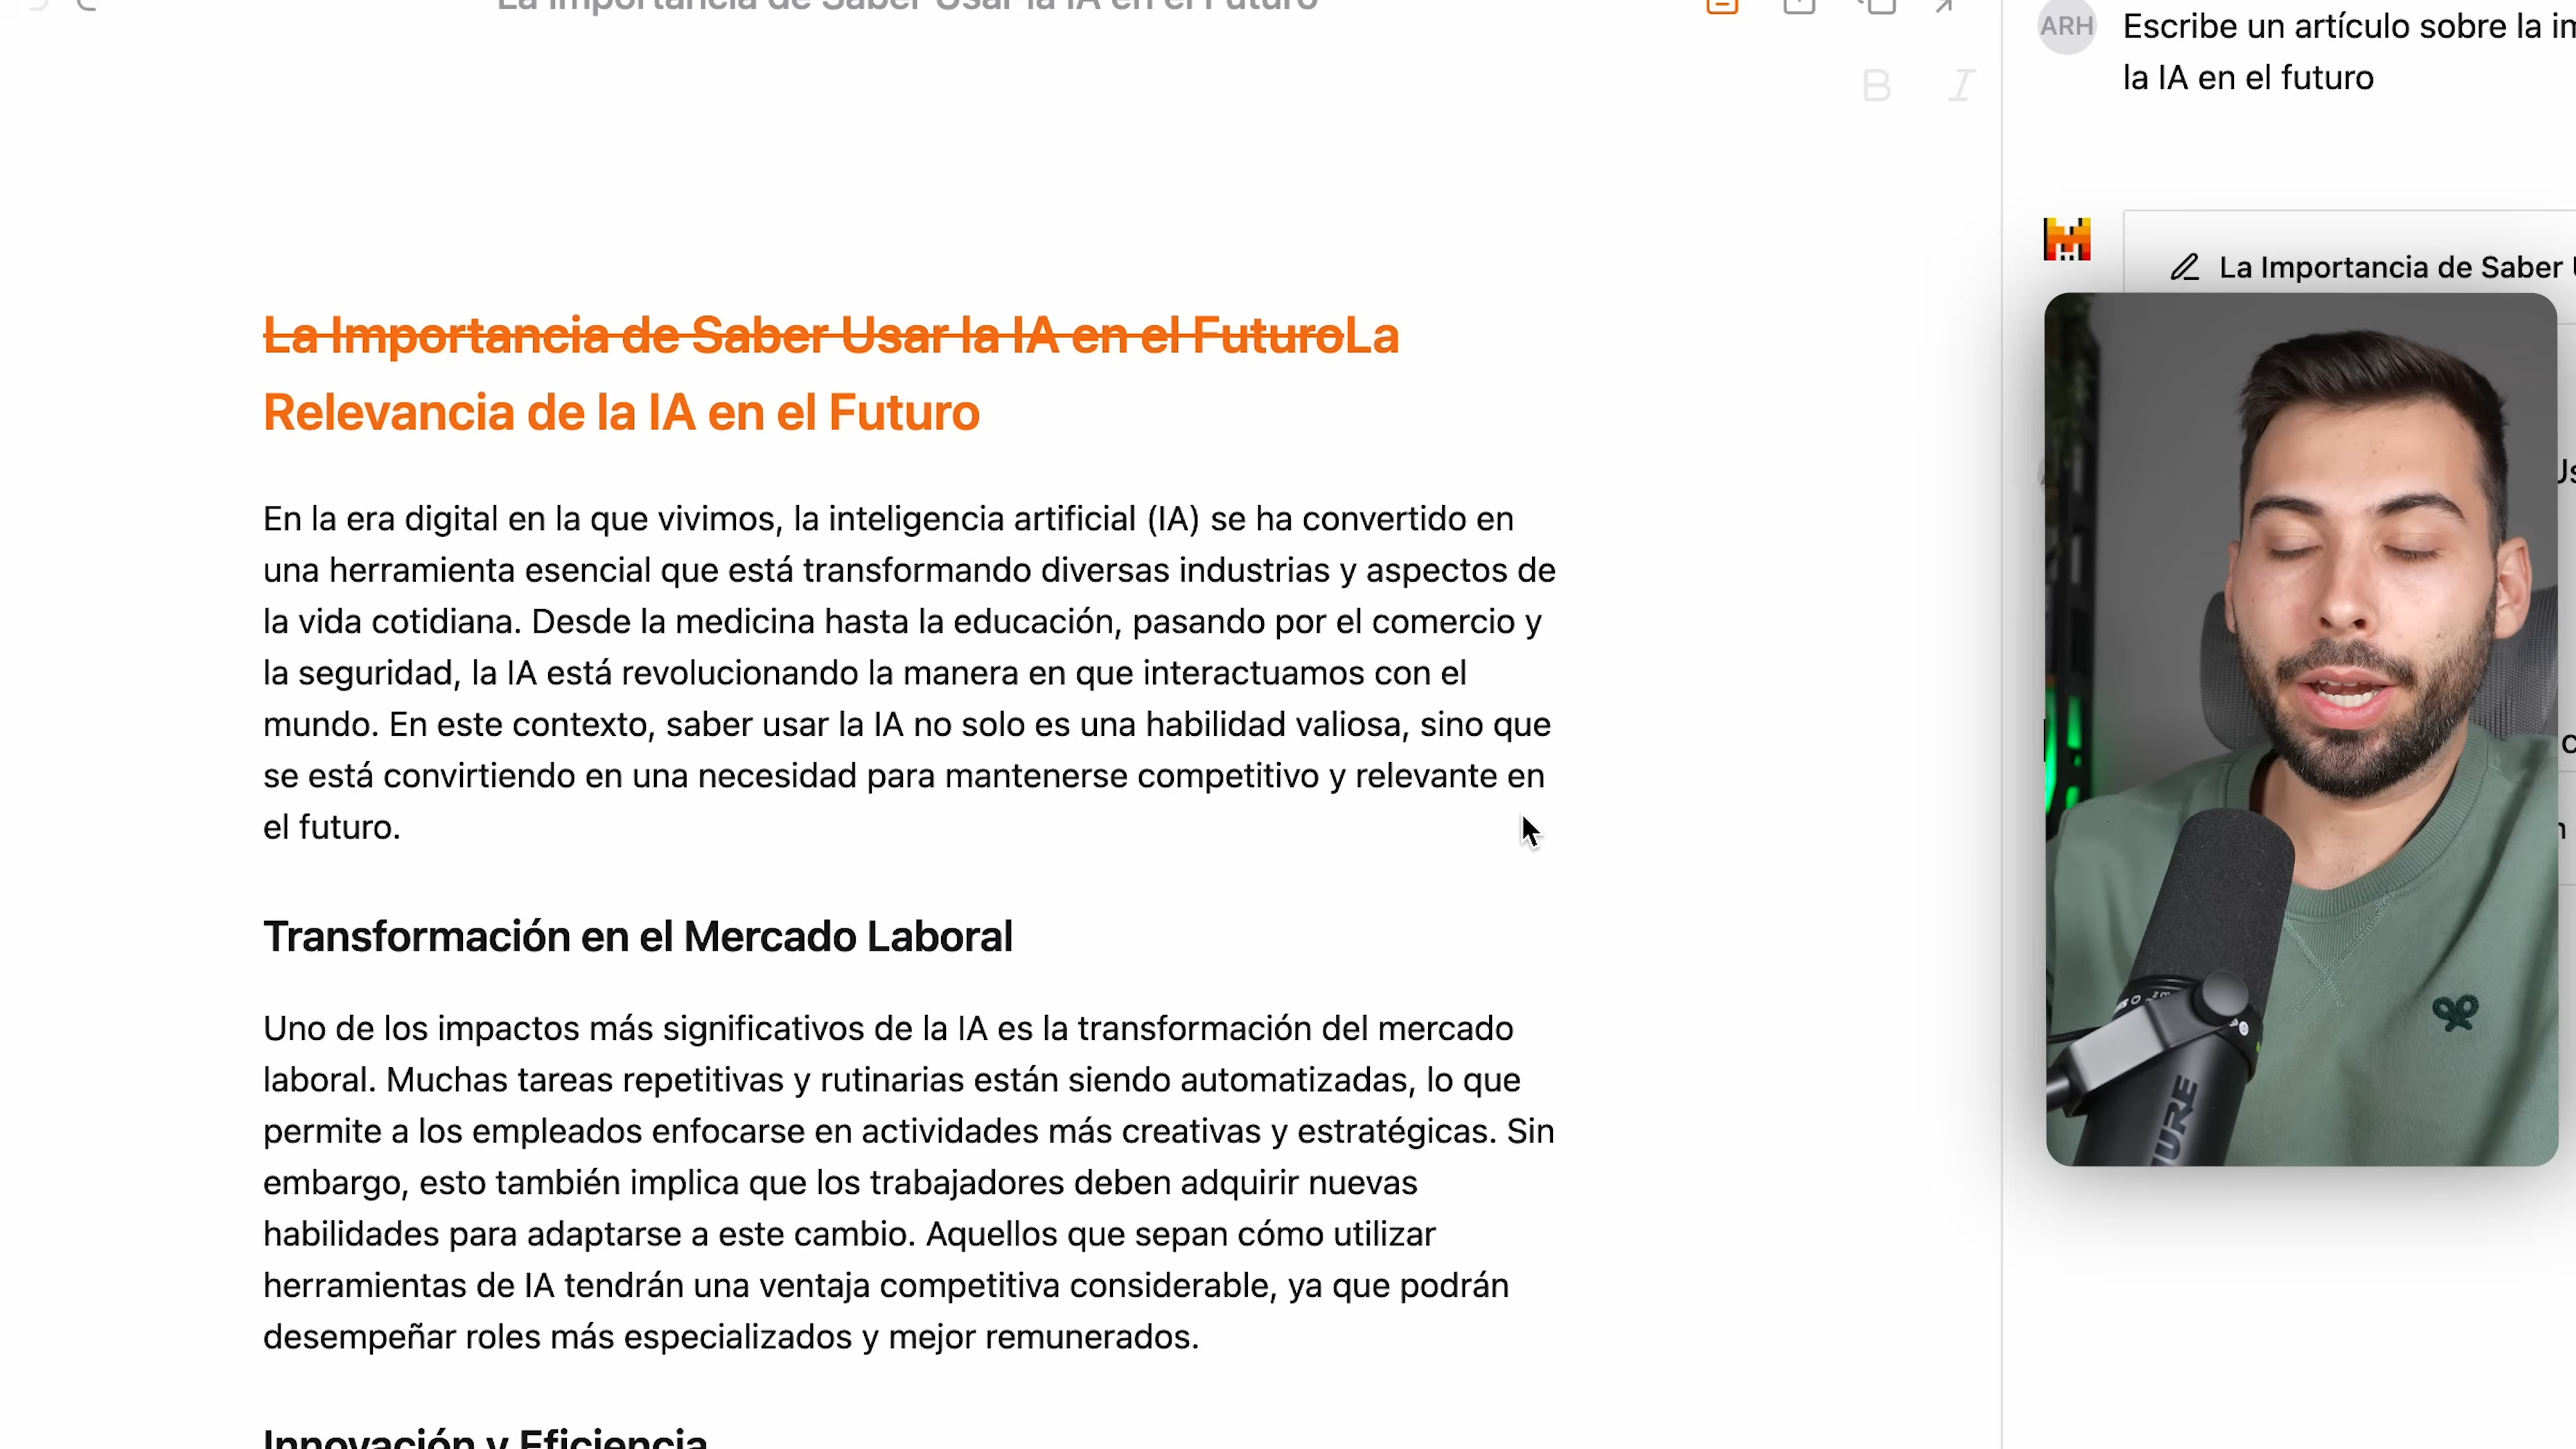 La Importancia de Saber Usar la IA en el Futuro
ARH
Escribe un artículo sobre la
la IA en el futuro
B I
La Importancia de Saber
La Importancia de Saber Usar la IA en el FuturoLa
Relevancia de la IA en el Futuro
En la era digital en la que vivimos, la inteligencia artificial (IA) se ha convertido en
una herramienta esencial que está transformando diversas industrias y aspectos de
la vida cotidiana. Desde la medicina hasta la educación, pasando por el comercio y
la seguridad, la IA está revolucionando la manera en que interactuamos con el
mundo. En este contexto, saber usar la IA no solo es una habilidad valiosa, sino que
se está convirtiendo en una necesidad para mantenerse competitivo y relevante en
el futuro.
Transformación en el Mercado Laboral
Uno de los impactos más significativos de la IA es la transformación del mercado
laboral. Muchas tareas repetitivas y rutinarias están siendo automatizadas, lo que
permite a los empleados enfocarse en actividades más creativas y estratégicas. Sin
embargo, esto también implica que los trabajadores deben adquirir nuevas
habilidades para adaptarse a este cambio. Aquellos que sepan cómo utilizar
herramientas de IA tendrán una ventaja competitiva considerable, ya que podrán
desempeñar roles más especializados y mejor remunerados.
Innovación y Eficiencia